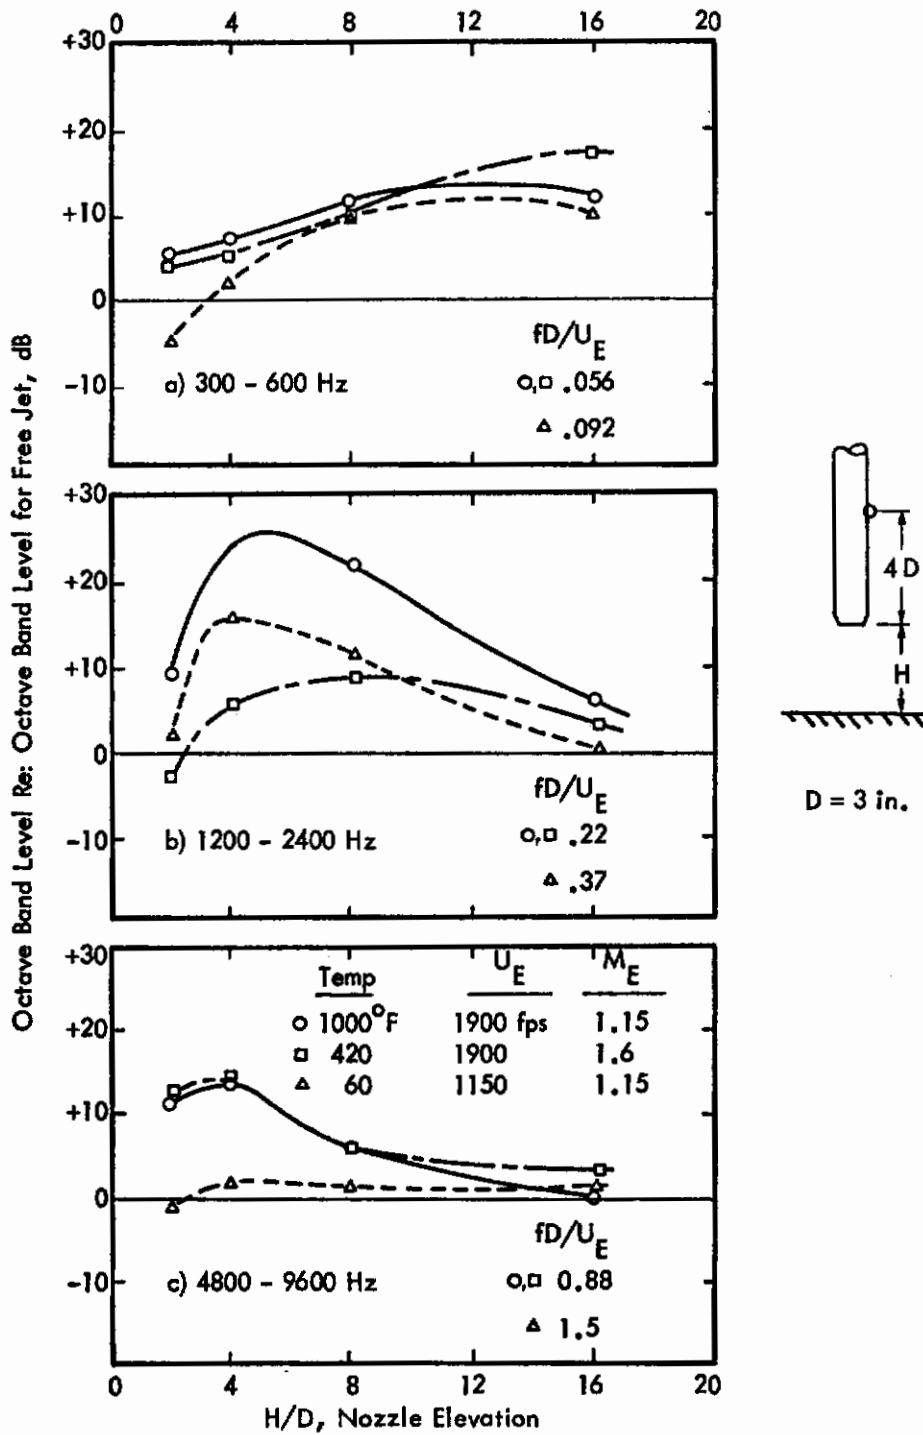 0 4 8 12 16 20
Octave Band Level Re: Octave Band Level for Free Jet, dB
+30
+20
+10
0
-10
fD/U_E
a) 300 - 600 Hz
○,□ .056
△ .092
+30
+20
+10
0
-10
fD/U_E
b) 1200 - 2400 Hz
○,□ .22
△ .37
4D
H
D = 3 in.
+30
+20
+10
0
-10
Temp U_E M_E
○ 1000°F 1900 fps 1.15
□ 420 1900 1.6
△ 60 1150 1.15
fD/U_E
c) 4800 - 9600 Hz
○,□ 0.88
△ 1.5
0 4 8 12 16 20
H/D, Nozzle Elevation